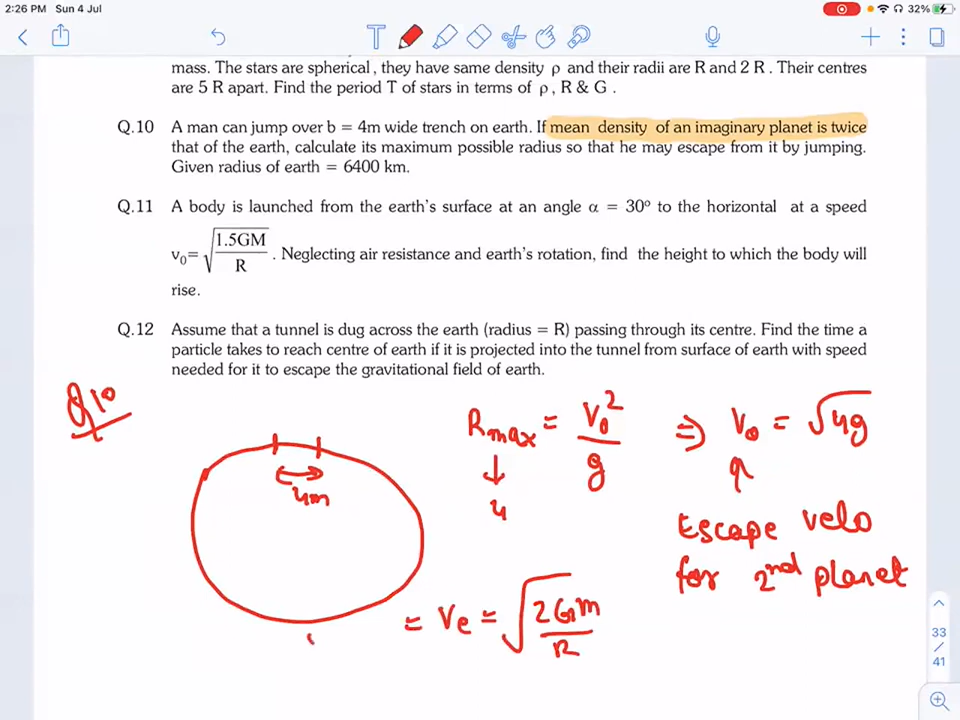 2:26 PM Sun 4 Jul 32%
mass. The stars are spherical, they have same density ρ and their radii are R and 2 R. Their centres
are 5 R apart. Find the period T of stars in terms of ρ, R & G.
Q.10 A man can jump over b = 4m wide trench on earth. If mean density of an imaginary planet is twice
that of the earth, calculate its maximum possible radius so that he may escape from it by jumping.
Given radius of earth = 6400 km.
Q.11 A body is launched from the earth's surface at an angle α = 30° to the horizontal at a speed
v₀ = √(1.5GM/R). Neglecting air resistance and earth's rotation, find the height to which the body will
rise.
Q.12 Assume that a tunnel is dug across the earth (radius = R) passing through its centre. Find the time a
particle takes to reach centre of earth if it is projected into the tunnel from surface of earth with speed
needed for it to escape the gravitational field of earth.
Q10
Rmax = V₀²/g ⇒ V₀ = √4g
↓
4
4m
Escape velo
for 2nd planet
= Ve = √(2Gm/R)
33
/
41